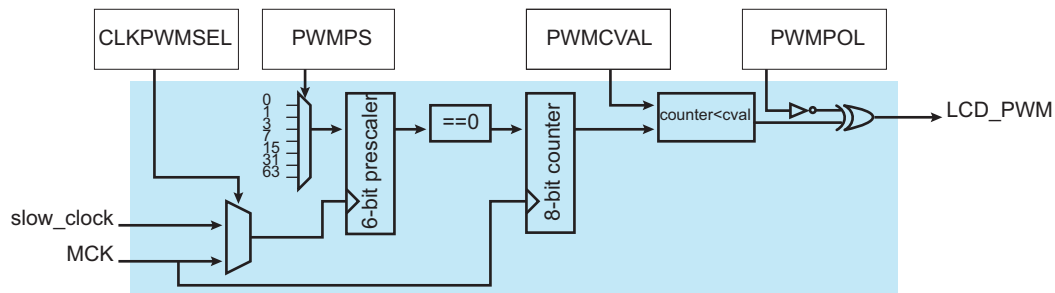 CLKPWMSEL
PWMPS
PWMCVAL
PWMPOL
0
1
3
7
15
31
63
6-bit prescaler
==0
8-bit counter
counter<cval
LCD_PWM
slow_clock
MCK